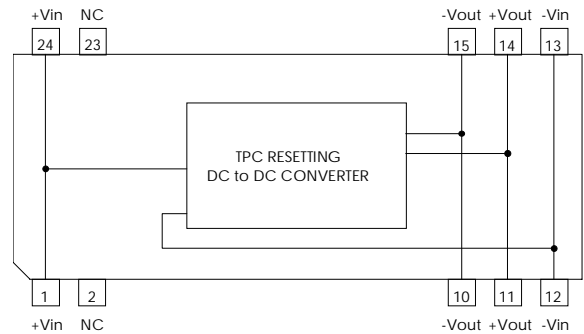 +Vin NC -Vout +Vout -Vin
24 23 15 14 13
TPC RESETTING
DC to DC CONVERTER
1 2 10 11 12
+Vin NC -Vout +Vout -Vin